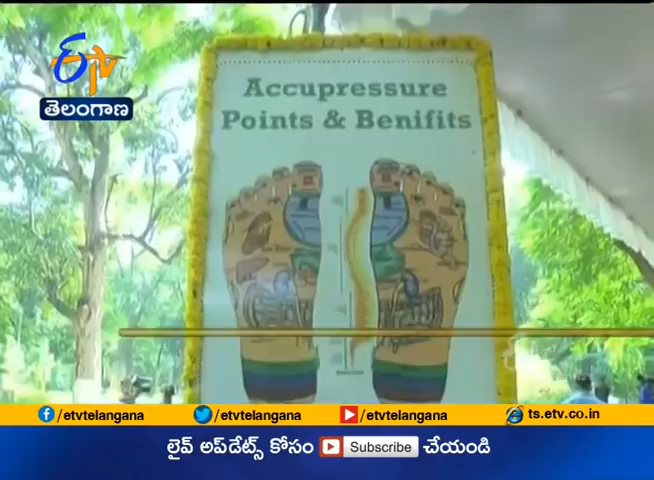 etv
తెలంగాణ
Accupressure
Points & Benifits
/etvtelangana /etvtelangana /etvtelangana ts.etv.co.in
లైవ్ అప్‌డేట్స్ కోసం Subscribe చేయండి